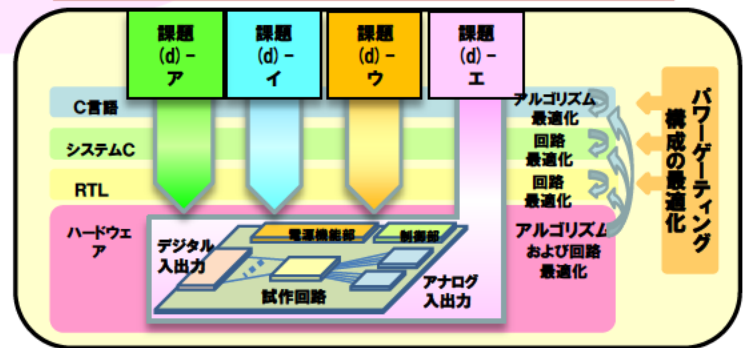 課題
(d)－
ア
課題
(d)－
イ
課題
(d)－
ウ
課題
(d)－
エ
C言語
アルゴリズム
最適化
システムC
回路
最適化
RTL
回路
最適化
ハードウェ
ア
アルゴリズム
および回路
最適化
デジタル
入出力
電源機能部
制御部
試作回路
アナログ
入出力
パワーゲーティング
構成の最適化